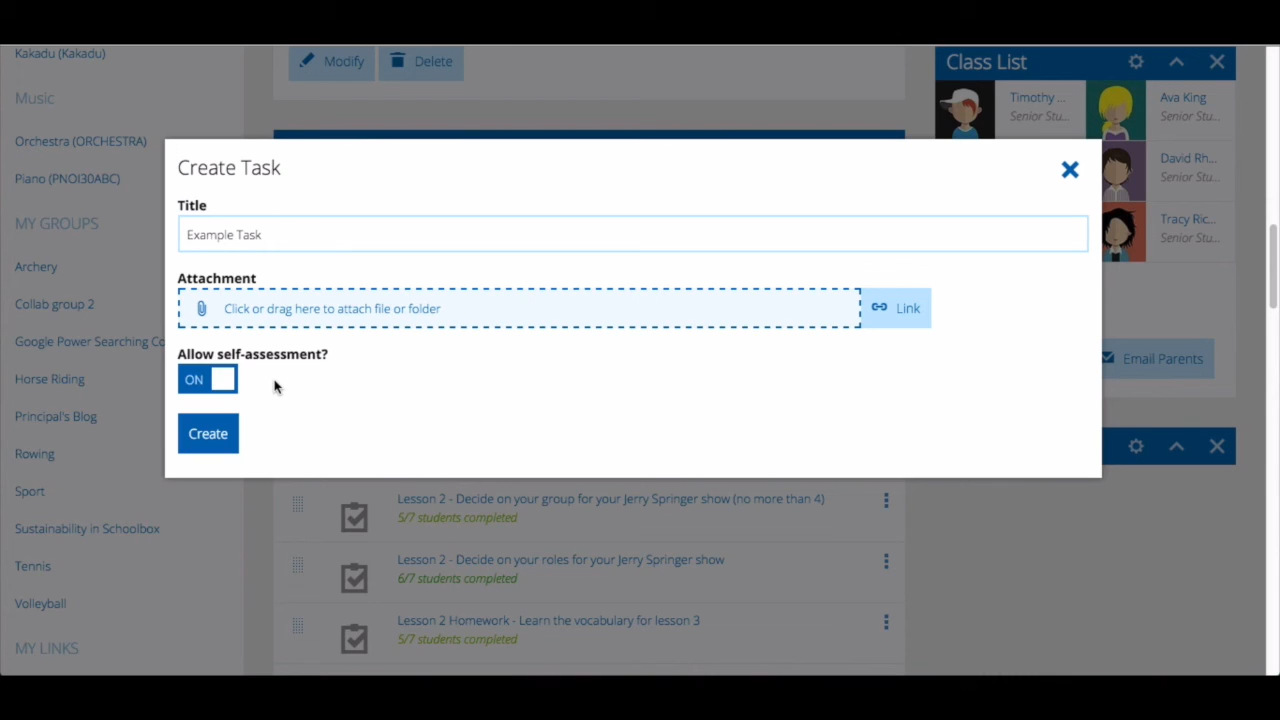 Kakadu (Kakadu)
Music
Orchestra (ORCHESTRA)
Piano (PNOI30ABC)
MY GROUPS
Archery
Collab group 2
Google Power Searching Co
Horse Riding
Principal's Blog
Rowing
Sport
Sustainability in Schoolbox
Tennis
Volleyball
MY LINKS
Modify
Delete
Create Task
Title
Example Task
Attachment
Click or drag here to attach file or folder
Link
Allow self-assessment?
ON
Create
Lesson 2 - Decide on your group for your Jerry Springer show (no more than 4)
5/7 students completed
Lesson 2 - Decide on your roles for your Jerry Springer show
6/7 students completed
Lesson 2 Homework - Learn the vocabulary for lesson 3
5/7 students completed
Class List
Timothy ...
Senior Stu...
Ava King
Senior Stu...
David Rh...
Senior Stu...
Tracy Ric...
Senior Stu...
Email Parents